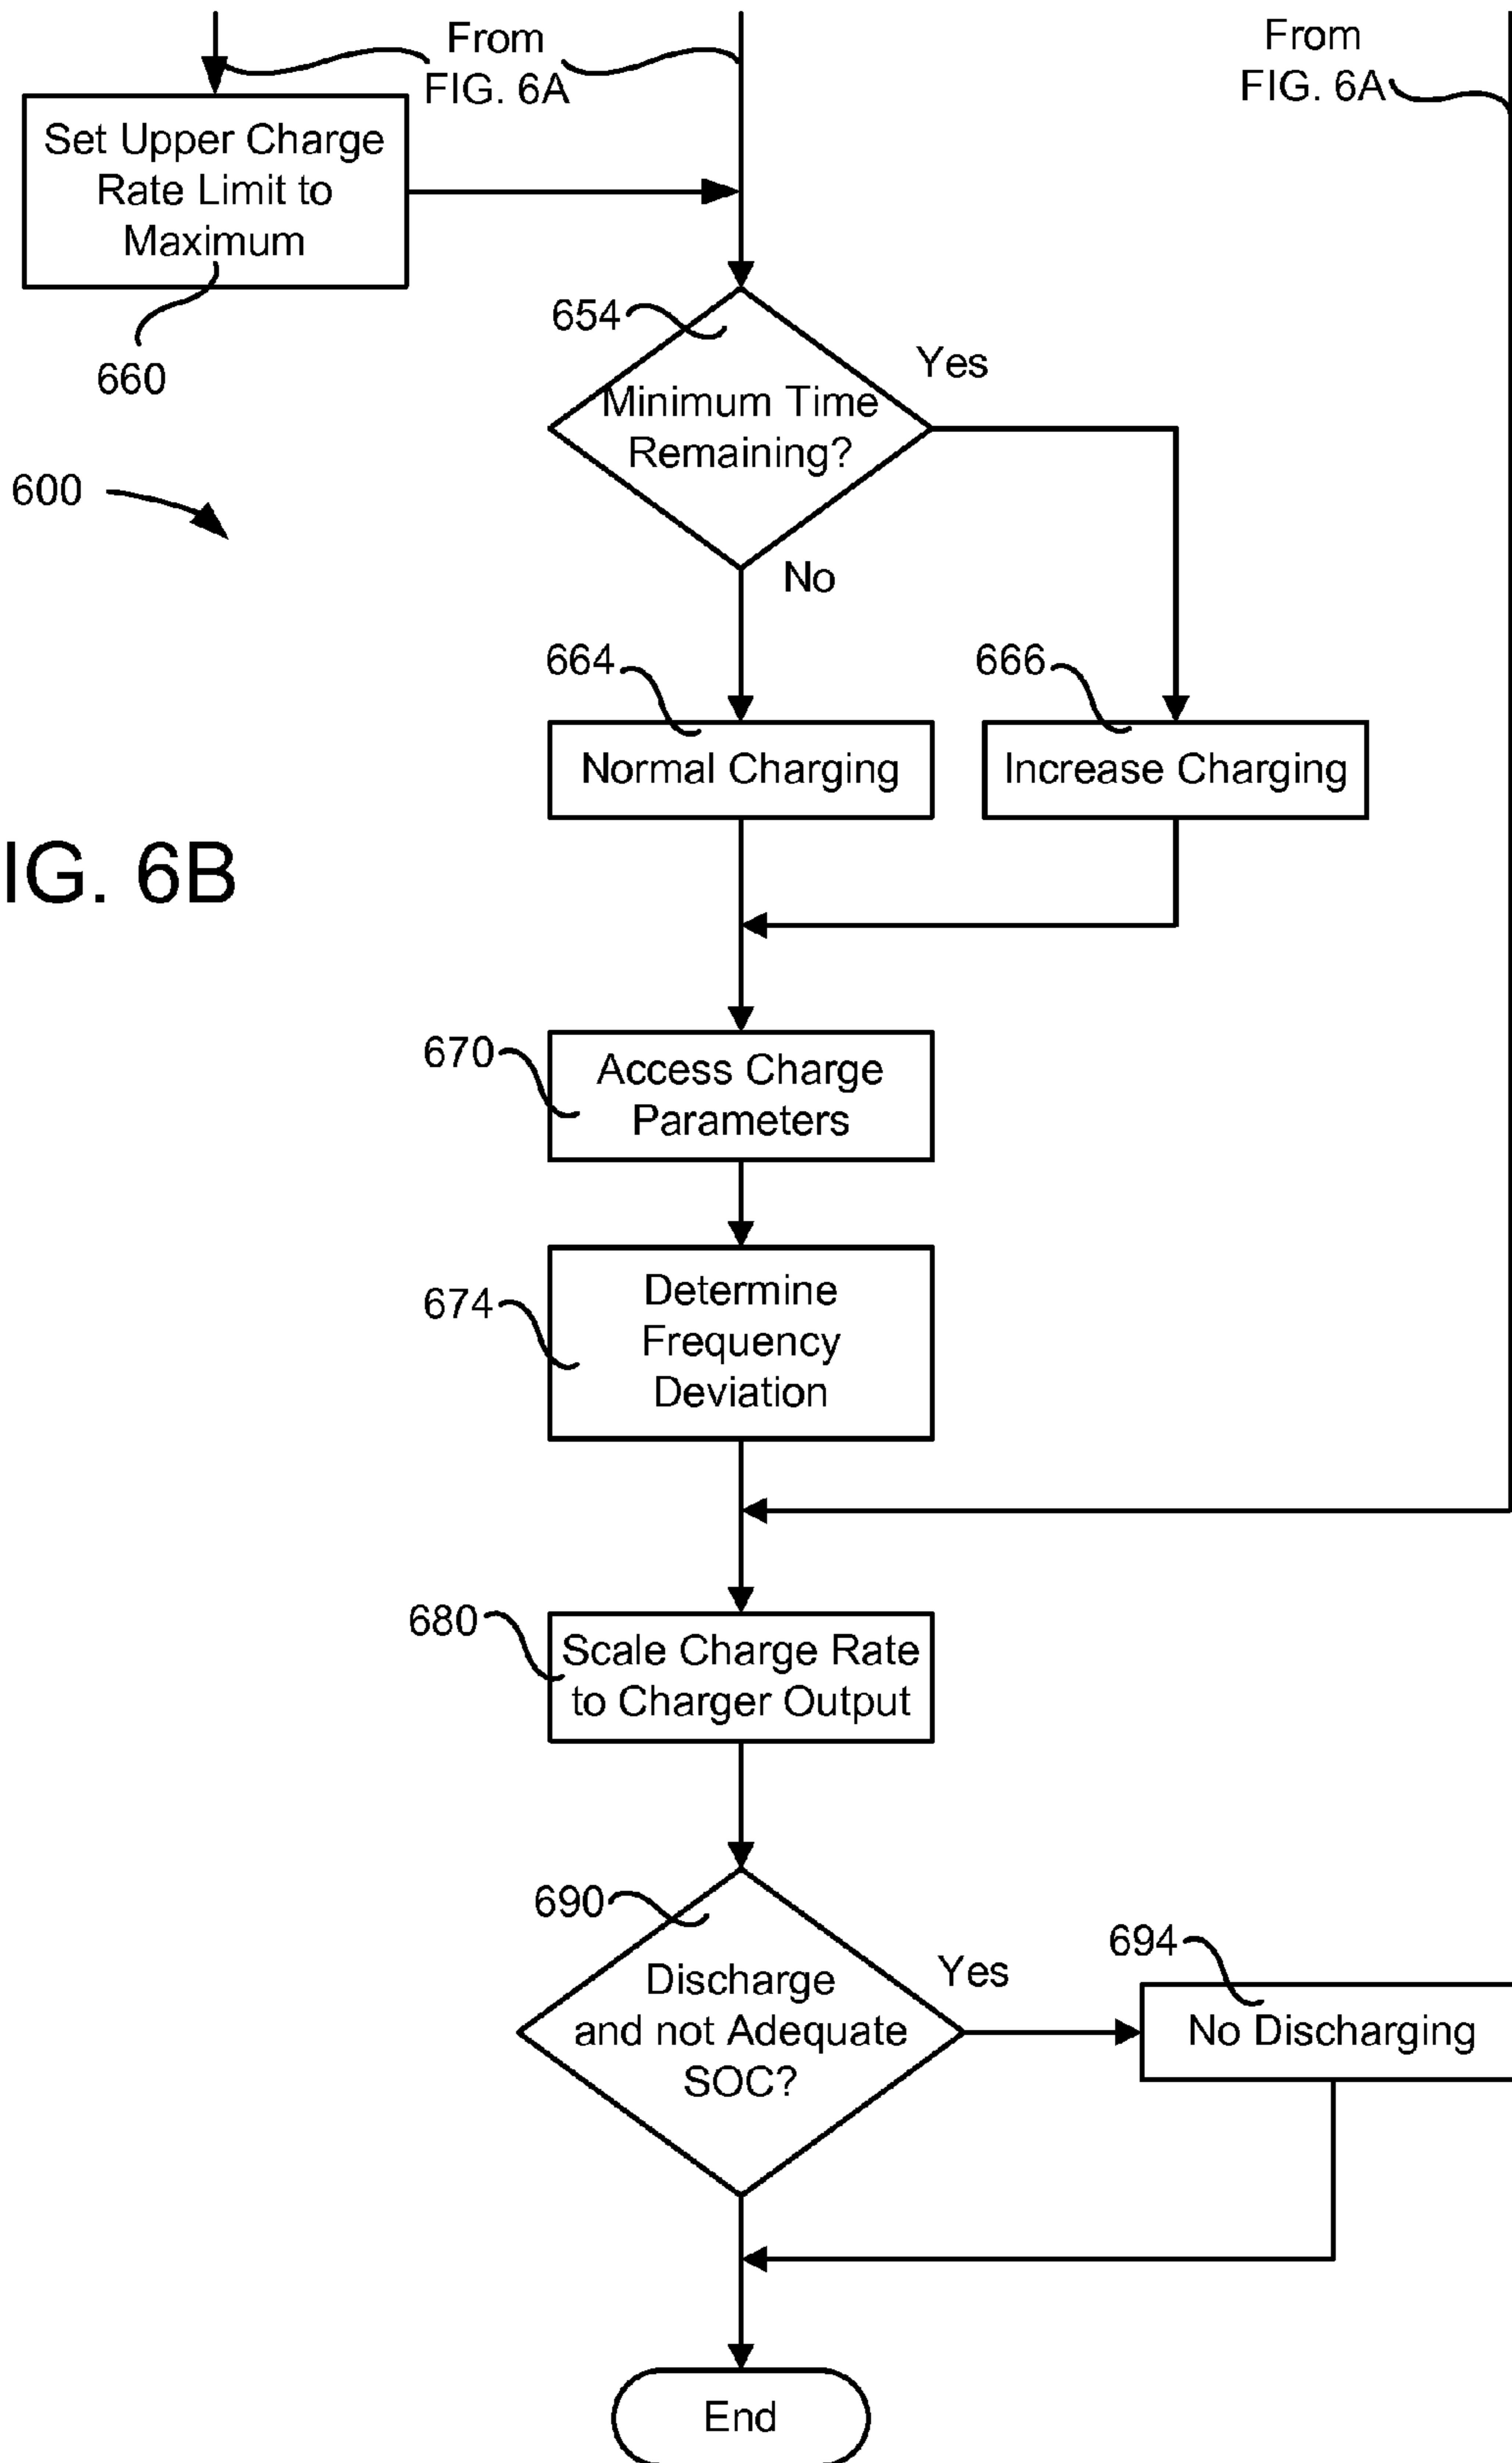 From
FIG. 6A
From
FIG. 6A
Set Upper Charge
Rate Limit to
Maximum
660
654
Yes
Minimum Time
Remaining?
600
No
664
666
Normal Charging
Increase Charging
IG. 6B
670
Access Charge
Parameters
674
Determine
Frequency
Deviation
680
Scale Charge Rate
to Charger Output
690
694
Yes
Discharge
and not Adequate
SOC?
No Discharging
End